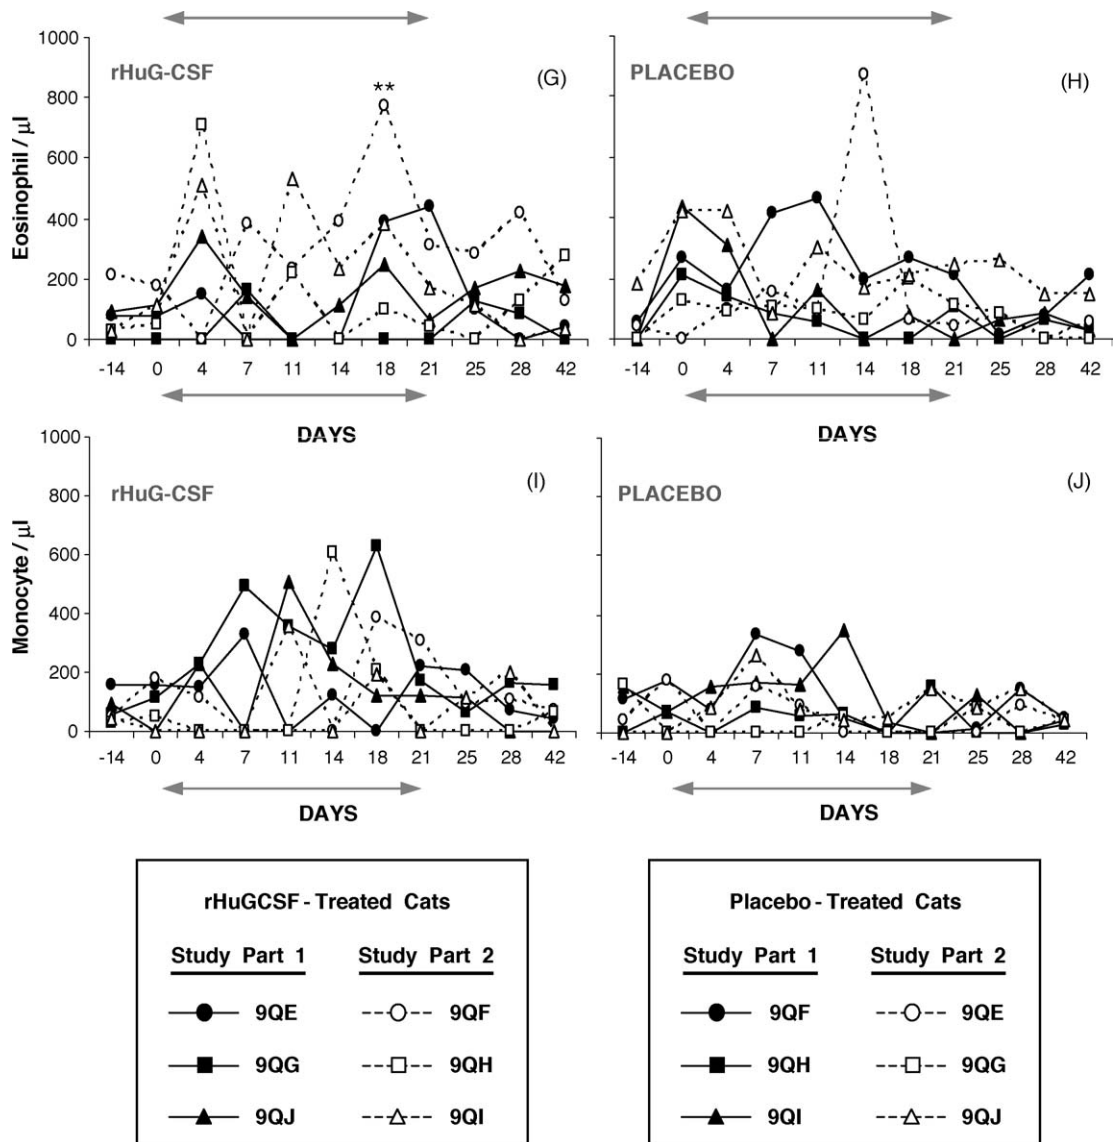 rHuG-CSF
(G)
**
Eosinophil / µl
1000
800
600
400
200
0
-14 0 4 7 11 14 18 21 25 28 42
DAYS
PLACEBO
(H)
-14 0 4 7 11 14 18 21 25 28 42
DAYS
rHuG-CSF
(I)
Monocyte / µl
1000
800
600
400
200
0
-14 0 4 7 11 14 18 21 25 28 42
DAYS
PLACEBO
(J)
-14 0 4 7 11 14 18 21 25 28 42
DAYS
rHuGCSF - Treated Cats
Study Part 1 Study Part 2
9QE 9QF
9QG 9QH
9QJ 9QI
Placebo - Treated Cats
Study Part 1 Study Part 2
9QF 9QE
9QH 9QG
9QI 9QJ